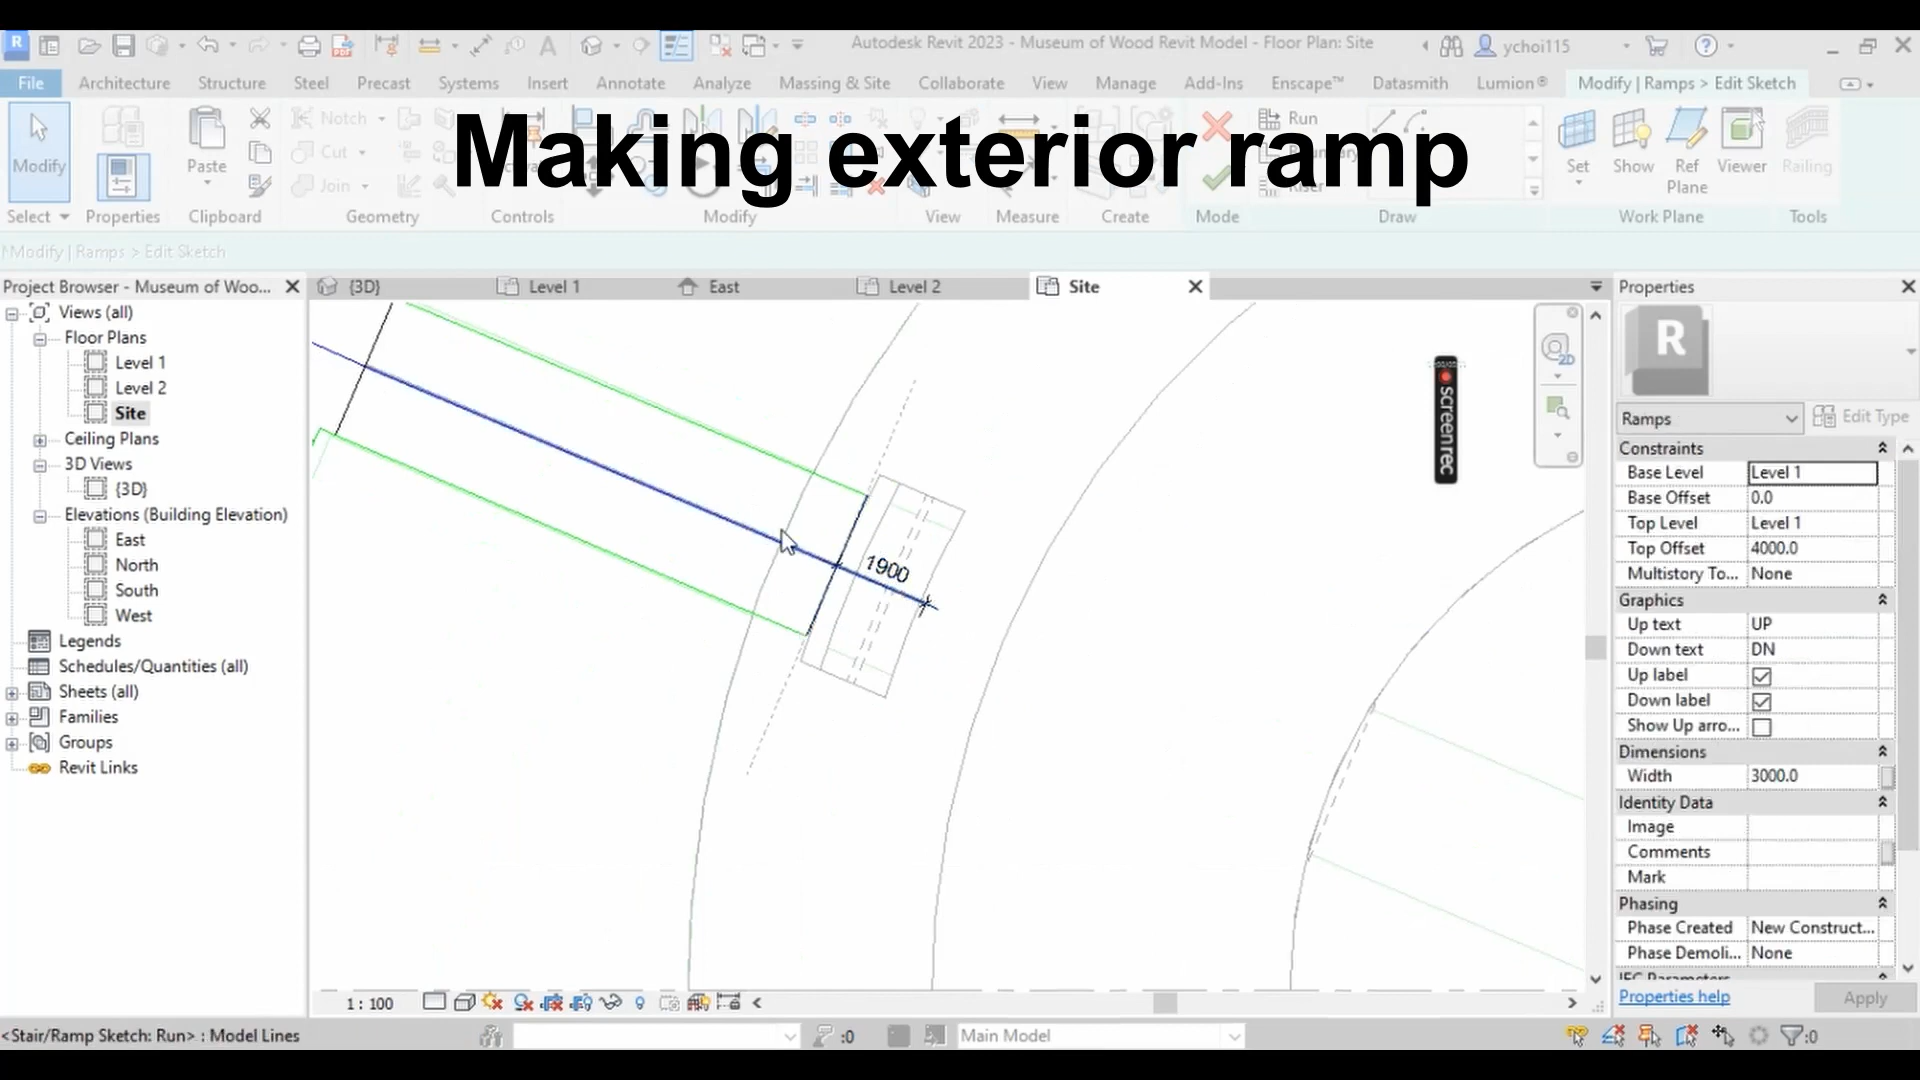 Autodesk Revit 2023 - Museum of Wood Revit Model - Floor Plan: Site
ychoi115
File Architecture Structure Steel Precast Systems Insert Annotate Analyze Massing & Site Collaborate View Manage Add-Ins Enscape™ Datasmith Lumion® Modify | Ramps > Edit Sketch
Making exterior ramp
Modify
Paste
Notch
Cut
Join
Run
Riser
Set
Show
Ref
Plane
Viewer
Railing
Select Properties Clipboard Geometry Controls Modify View Measure Create Mode Draw Work Plane Tools
Modify | Ramps > Edit Sketch
Project Browser - Museum of Woo...
{3D} Level 1 East Level 2 Site
Properties
Views (all)
Floor Plans
Level 1
Level 2
Site
Ceiling Plans
3D Views
{3D}
Elevations (Building Elevation)
East
North
South
West
Legends
Schedules/Quantities (all)
Sheets (all)
Families
Groups
Revit Links
1900
screenrec
2D
R
Ramps Edit Type
Constraints
Base Level Level 1
Base Offset 0.0
Top Level Level 1
Top Offset 4000.0
Multistory To... None
Graphics
Up text UP
Down text DN
Up label
Down label
Show Up arro...
Dimensions
Width 3000.0
Identity Data
Image
Comments
Mark
Phasing
Phase Created New Construct...
Phase Demoli... None
IFC Parameters
Properties help Apply
1 : 100
<Stair/Ramp Sketch: Run> : Model Lines :0 Main Model :0